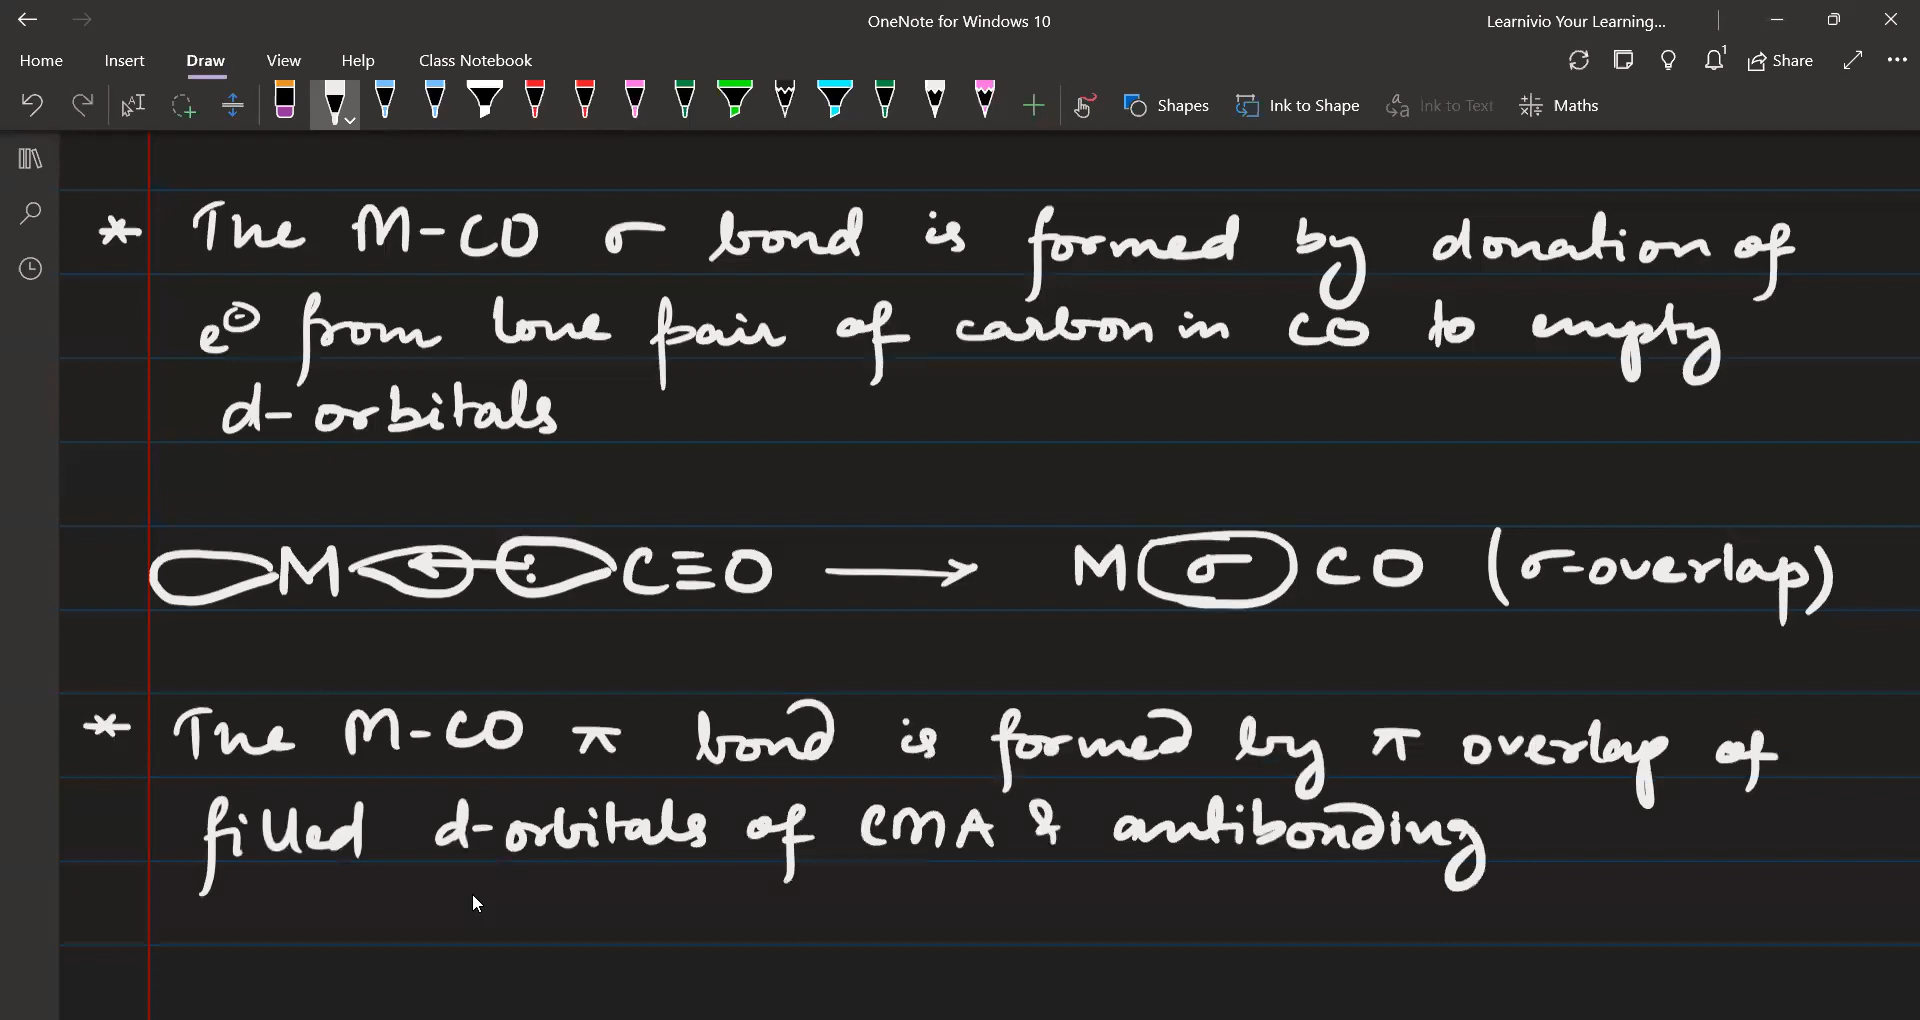 OneNote for Windows 10
Learnivio Your Learning...
Home Insert Draw View Help Class Notebook
1
Share
Shapes Ink to Shape Ink to Text Maths
* The M-CO σ bond is formed by donation of
e⊖ from lone pair of carbon in CO to empty
d-orbitals
M : C≡O → M σ CO (σ-overlap)
* The M-CO π bond is formed by π overlap of
filled d-orbitals of CMA & antibonding